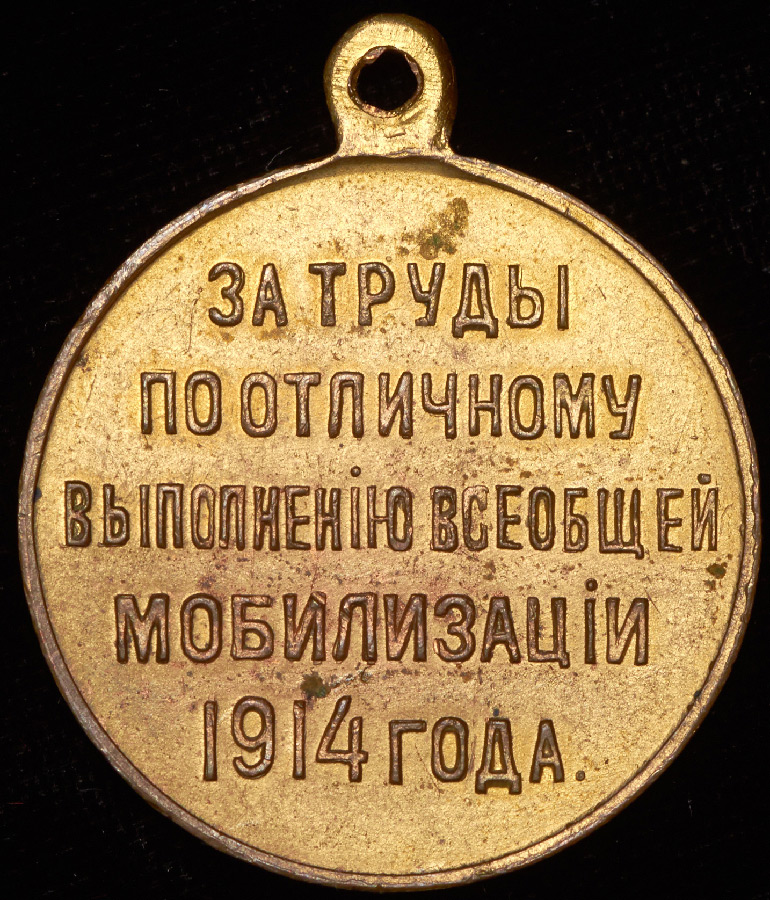 ЗА ТРУДЫ
ПО ОТЛИЧНОМУ
ВЫПОЛНЕНІЮ ВСЕОБЩЕЙ
МОБИЛИЗАЦІИ
1914 ГОДА.